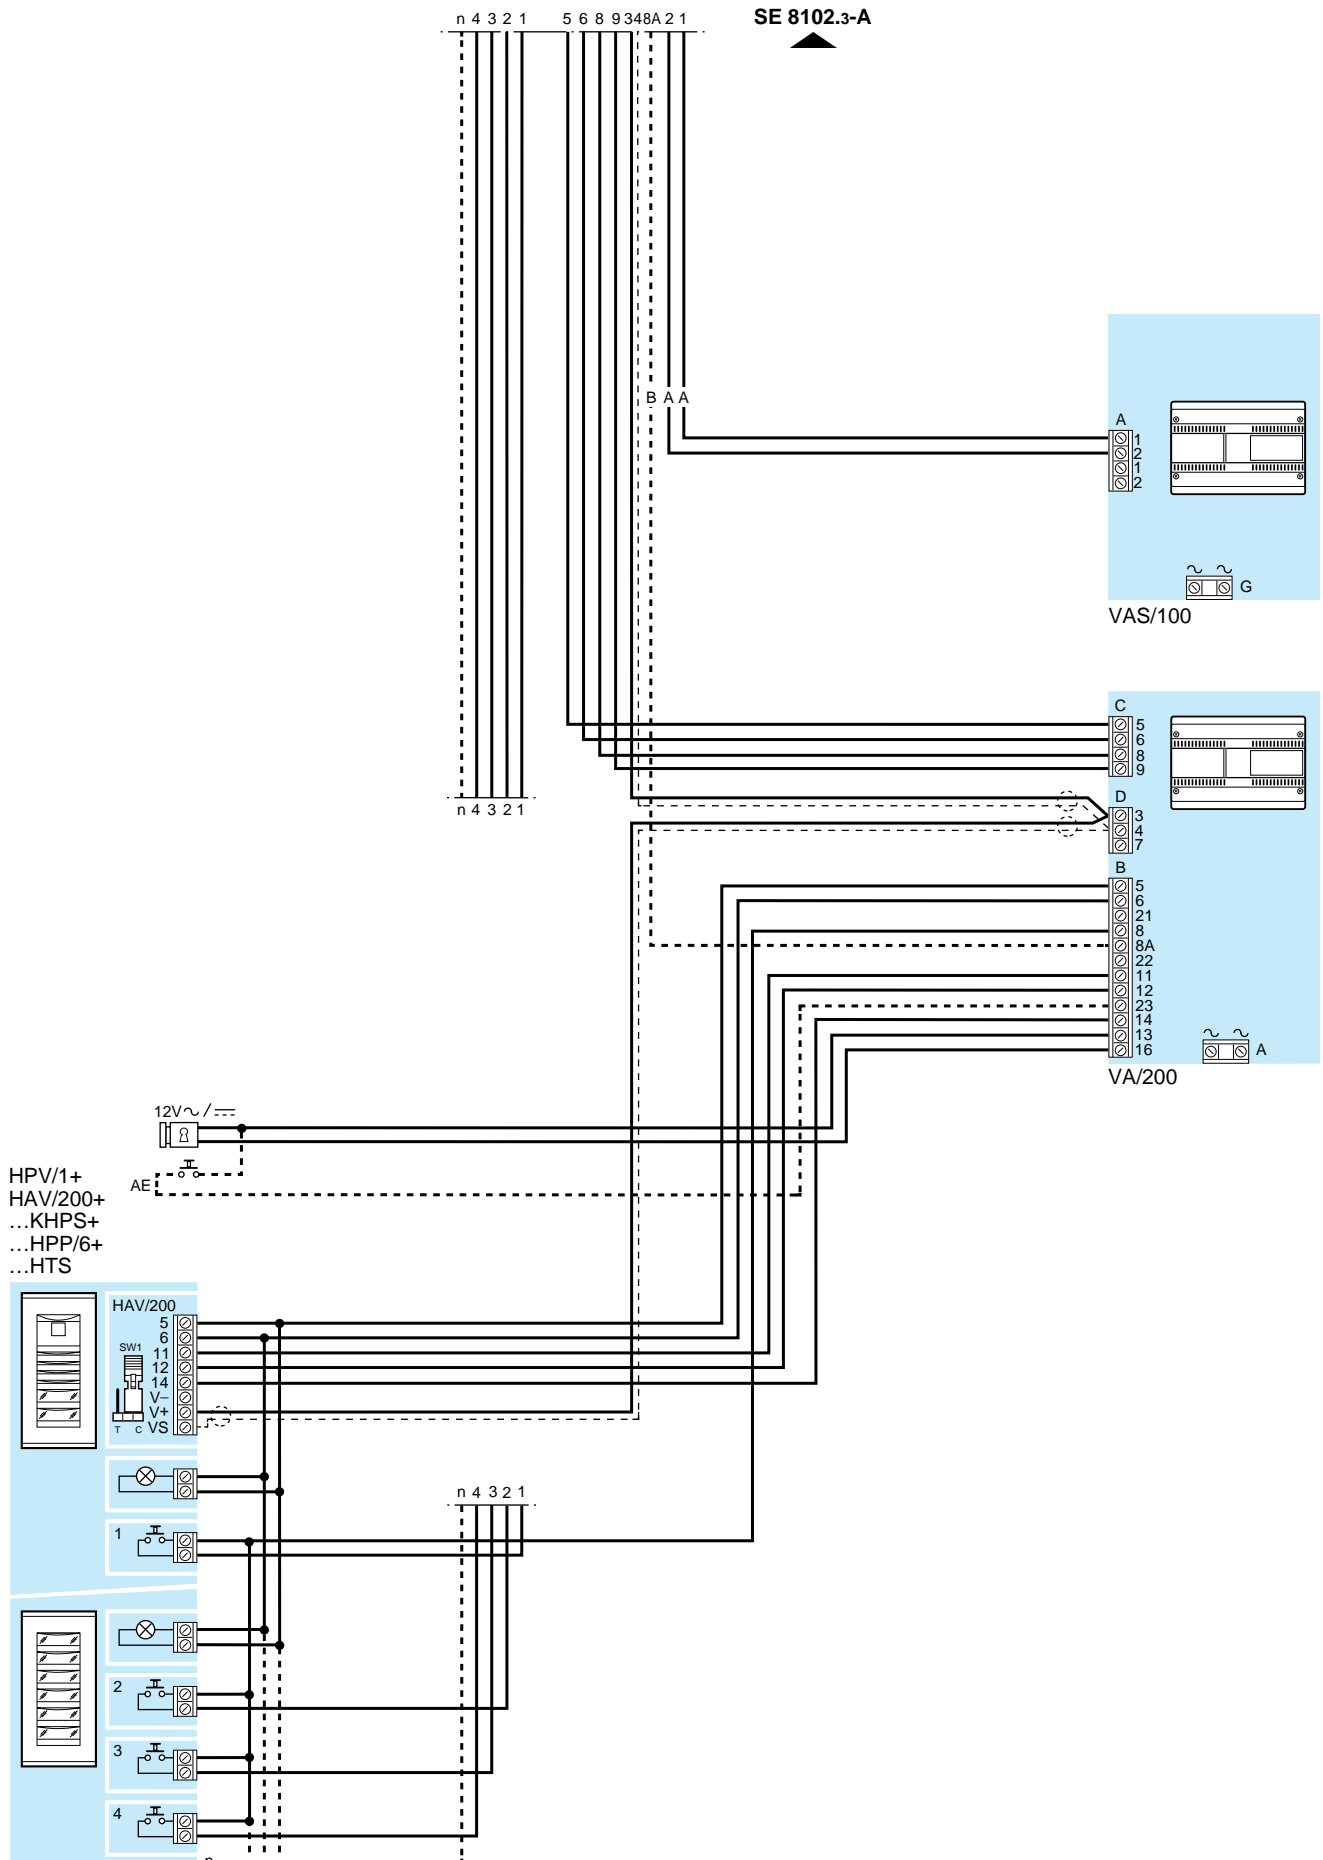 n 4 3 2 1 5 6 8 9 3 4 8A 2 1
SE 8102.3-A
B A A
A
1
2
1
2
∼ ∼
G
VAS/100
C
5
6
8
9
n 4 3 2 1
D
3
4
7
B
5
6
21
8
8A
22
11
12
23
14
13
16
∼ ∼
A
VA/200
12V∼/⎓
AE
HPV/1+
HAV/200+
...KHPS+
...HPP/6+
...HTS
HAV/200
5
6
11
12
14
V–
V+
VS
SW1
T C
n 4 3 2 1
1
2
3
4
n